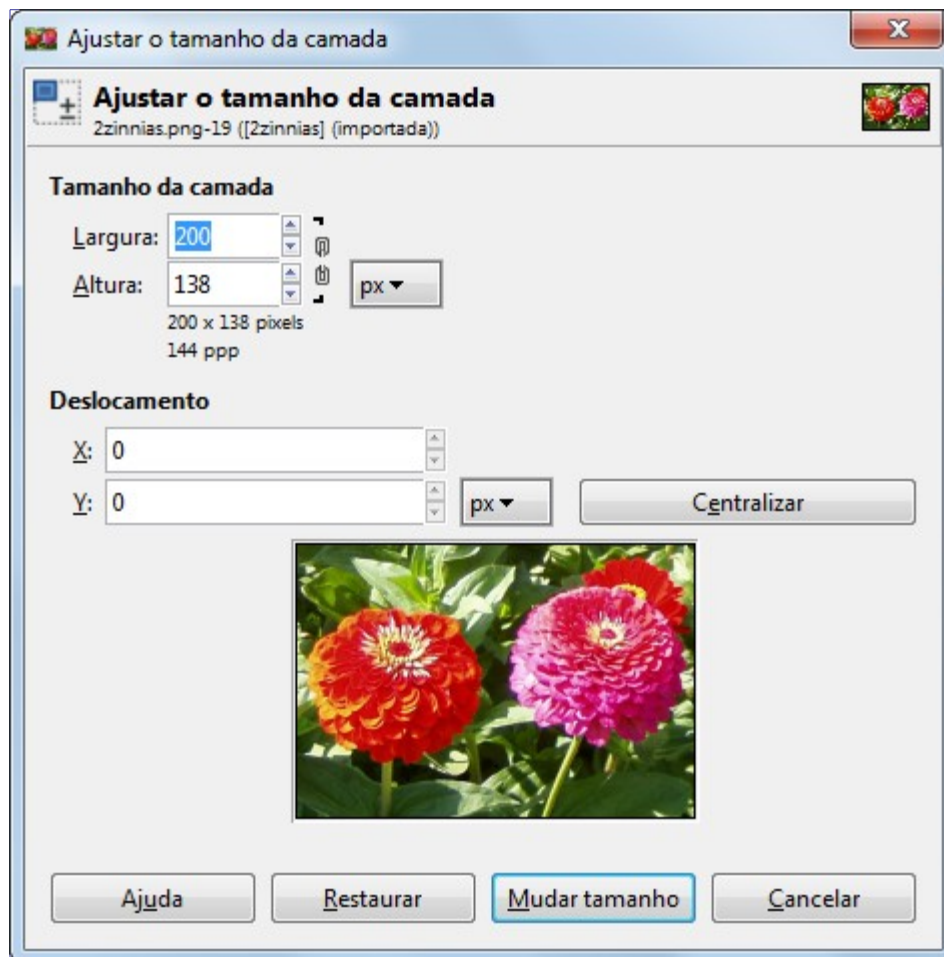 Ajustar o tamanho da camada
Ajustar o tamanho da camada
2zinnias.png-19 ([2zinnias] (importada))
Tamanho da camada
Largura: 200
Altura: 138 px
200 x 138 pixels
144 ppp
Deslocamento
X: 0
Y: 0 px Centralizar
Ajuda Restaurar Mudar tamanho Cancelar